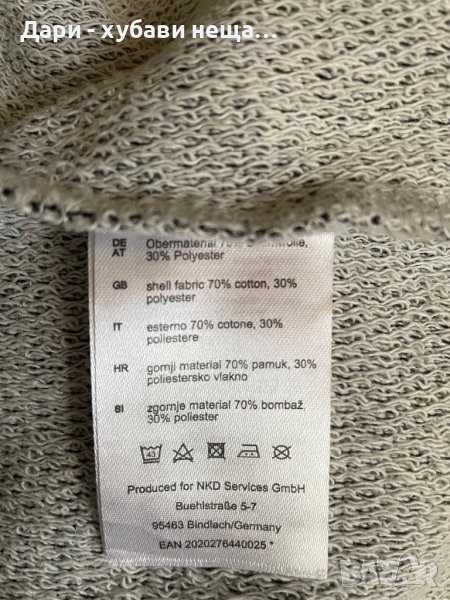 Дари - хубави неща...
DE AT Obermaterial 70% Baumwolle,
30% Polyester
GB shell fabric 70% cotton, 30%
polyester
IT esterno 70% cotone, 30%
poliestere
HR gornji material 70% pamuk, 30%
poliestersko vlakno
SI zgornje material 70% bombaž,
30% poliester
Produced for NKD Services GmbH
Buehlstraße 5-7
95463 Bindlach/Germany
EAN 2020276440025 *